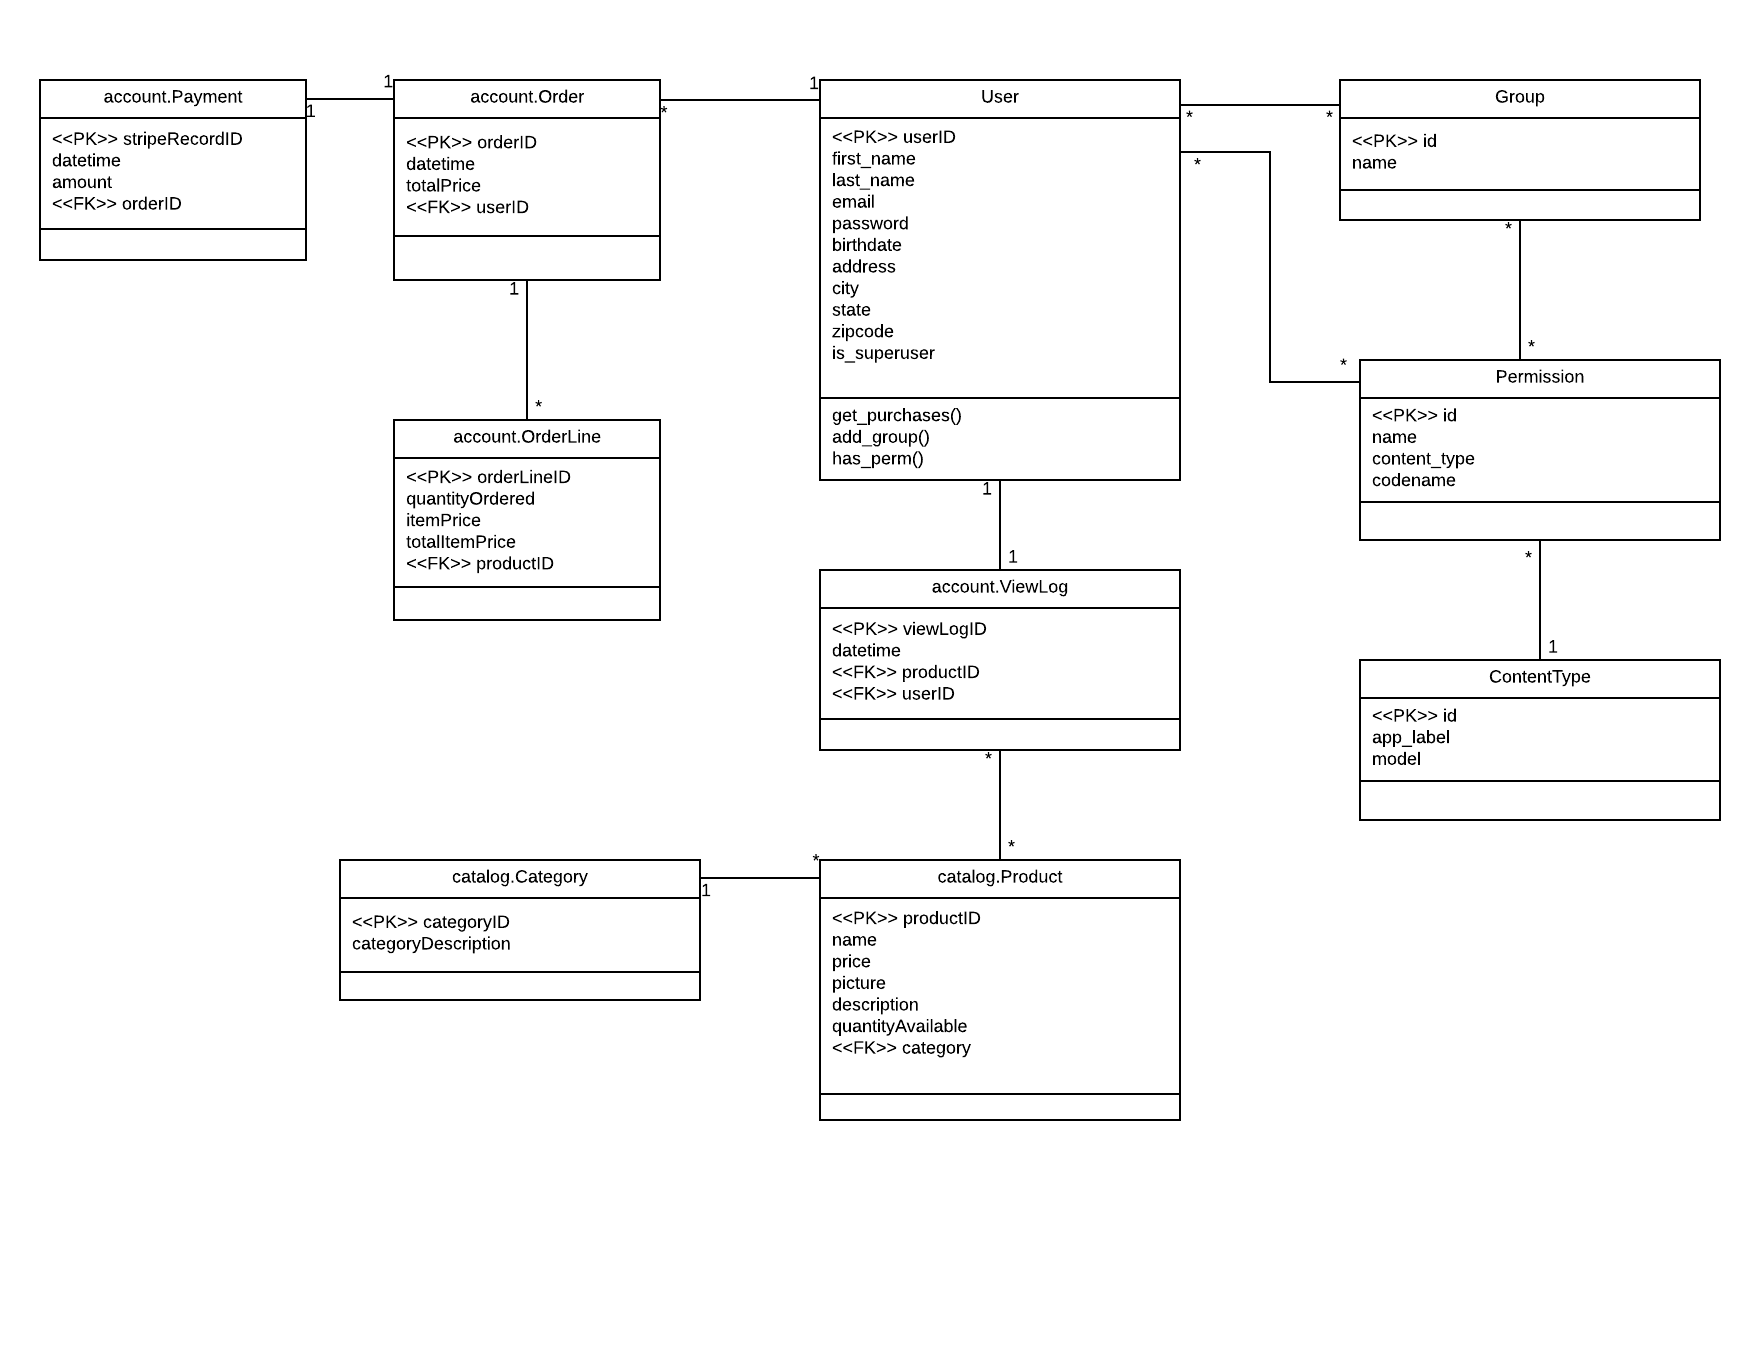 account.Payment
<<PK>> stripeRecordID
datetime
amount
<<FK>> orderID
1
1
account.Order
<<PK>> orderID
datetime
totalPrice
<<FK>> userID
*
1
1
*
account.OrderLine
<<PK>> orderLineID
quantityOrdered
itemPrice
totalItemPrice
<<FK>> productID
User
<<PK>> userID
first_name
last_name
email
password
birthdate
address
city
state
zipcode
is_superuser
get_purchases()
add_group()
has_perm()
*
*
*
*
Group
<<PK>> id
name
*
*
Permission
<<PK>> id
name
content_type
codename
*
1
ContentType
<<PK>> id
app_label
model
1
1
account.ViewLog
<<PK>> viewLogID
datetime
<<FK>> productID
<<FK>> userID
*
*
catalog.Category
<<PK>> categoryID
categoryDescription
1
*
catalog.Product
<<PK>> productID
name
price
picture
description
quantityAvailable
<<FK>> category